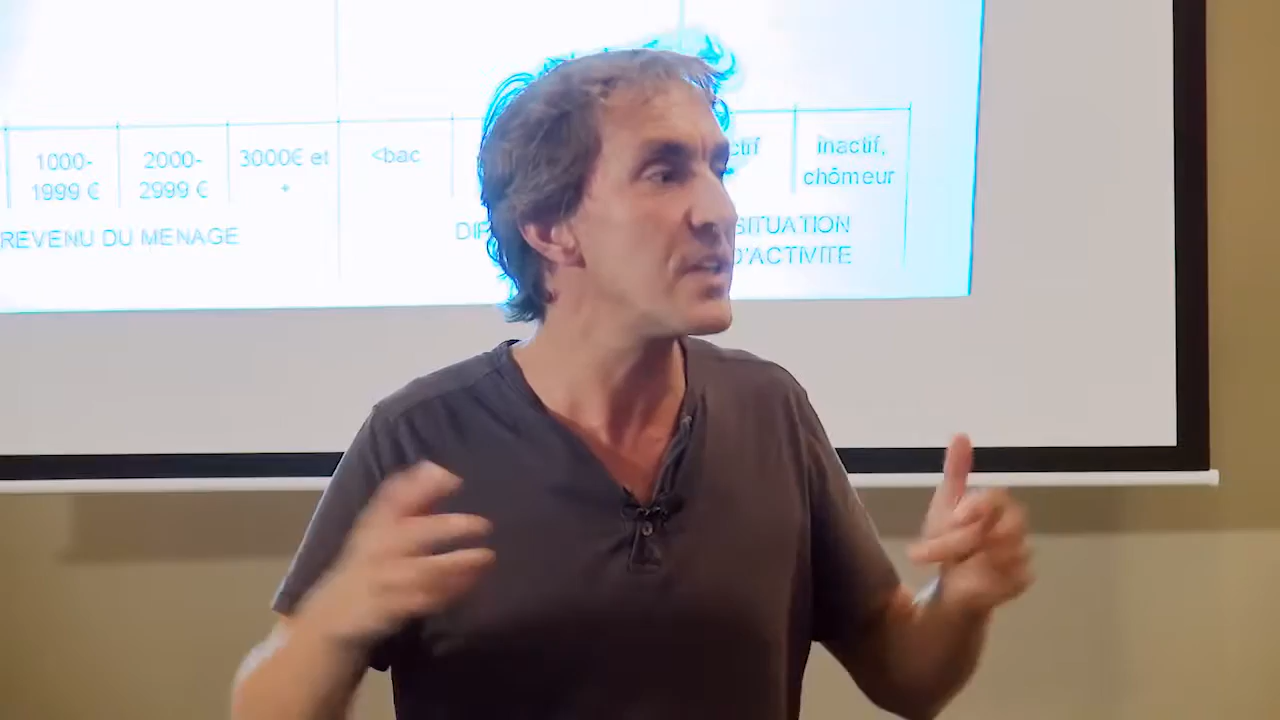 1000-
1999 €
2000-
2999 €
3000€ et
+
<bac
inactif,
chômeur
REVENU DU MENAGE
SITUATION
D'ACTIVITE